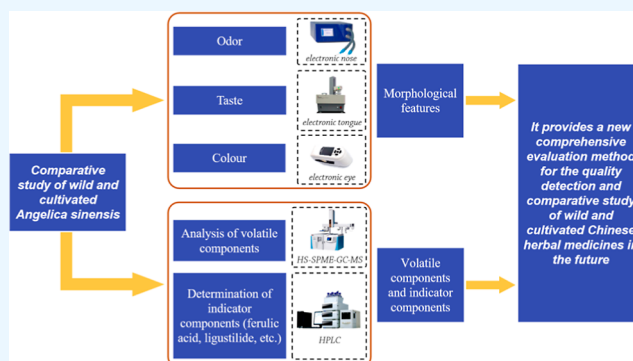 Comparative
study of wild and
cultivated
Angelica sinensis
Odor
electronic nose
Taste
electronic tongue
Colour
electronic eye
Morphological
features
Analysis of volatile
components
HS-SPME-GC-MS
Determination of
indicator
components (ferulic
acid, ligustilide, etc.)
HPLC
Volatile
components
and indicator
components
It provides a new
comprehensive
evaluation method
for the quality
detection and
comparative study
of wild and
cultivated Chinese
herbal medicines in
the future